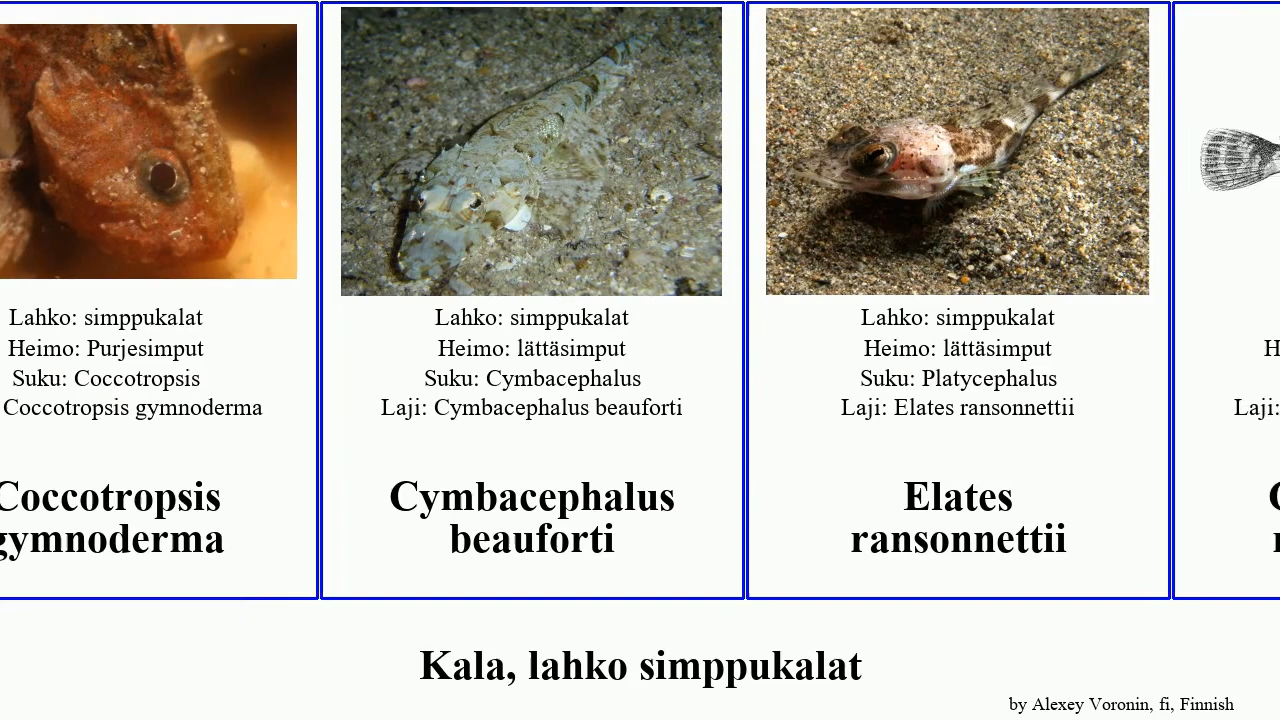 Lahko: simppukalat
Heimo: Purjesimput
Suku: Coccotropsis
Coccotropsis gymnoderma
Coccotropsis
gymnoderma
Lahko: simppukalat
Heimo: lättäsimput
Suku: Cymbacephalus
Laji: Cymbacephalus beauforti
Cymbacephalus
beauforti
Lahko: simppukalat
Heimo: lättäsimput
Suku: Platycephalus
Laji: Elates ransonnettii
Elates
ransonnettii
Laji:
Kala, lahko simppukalat
by Alexey Voronin, fi, Finnish